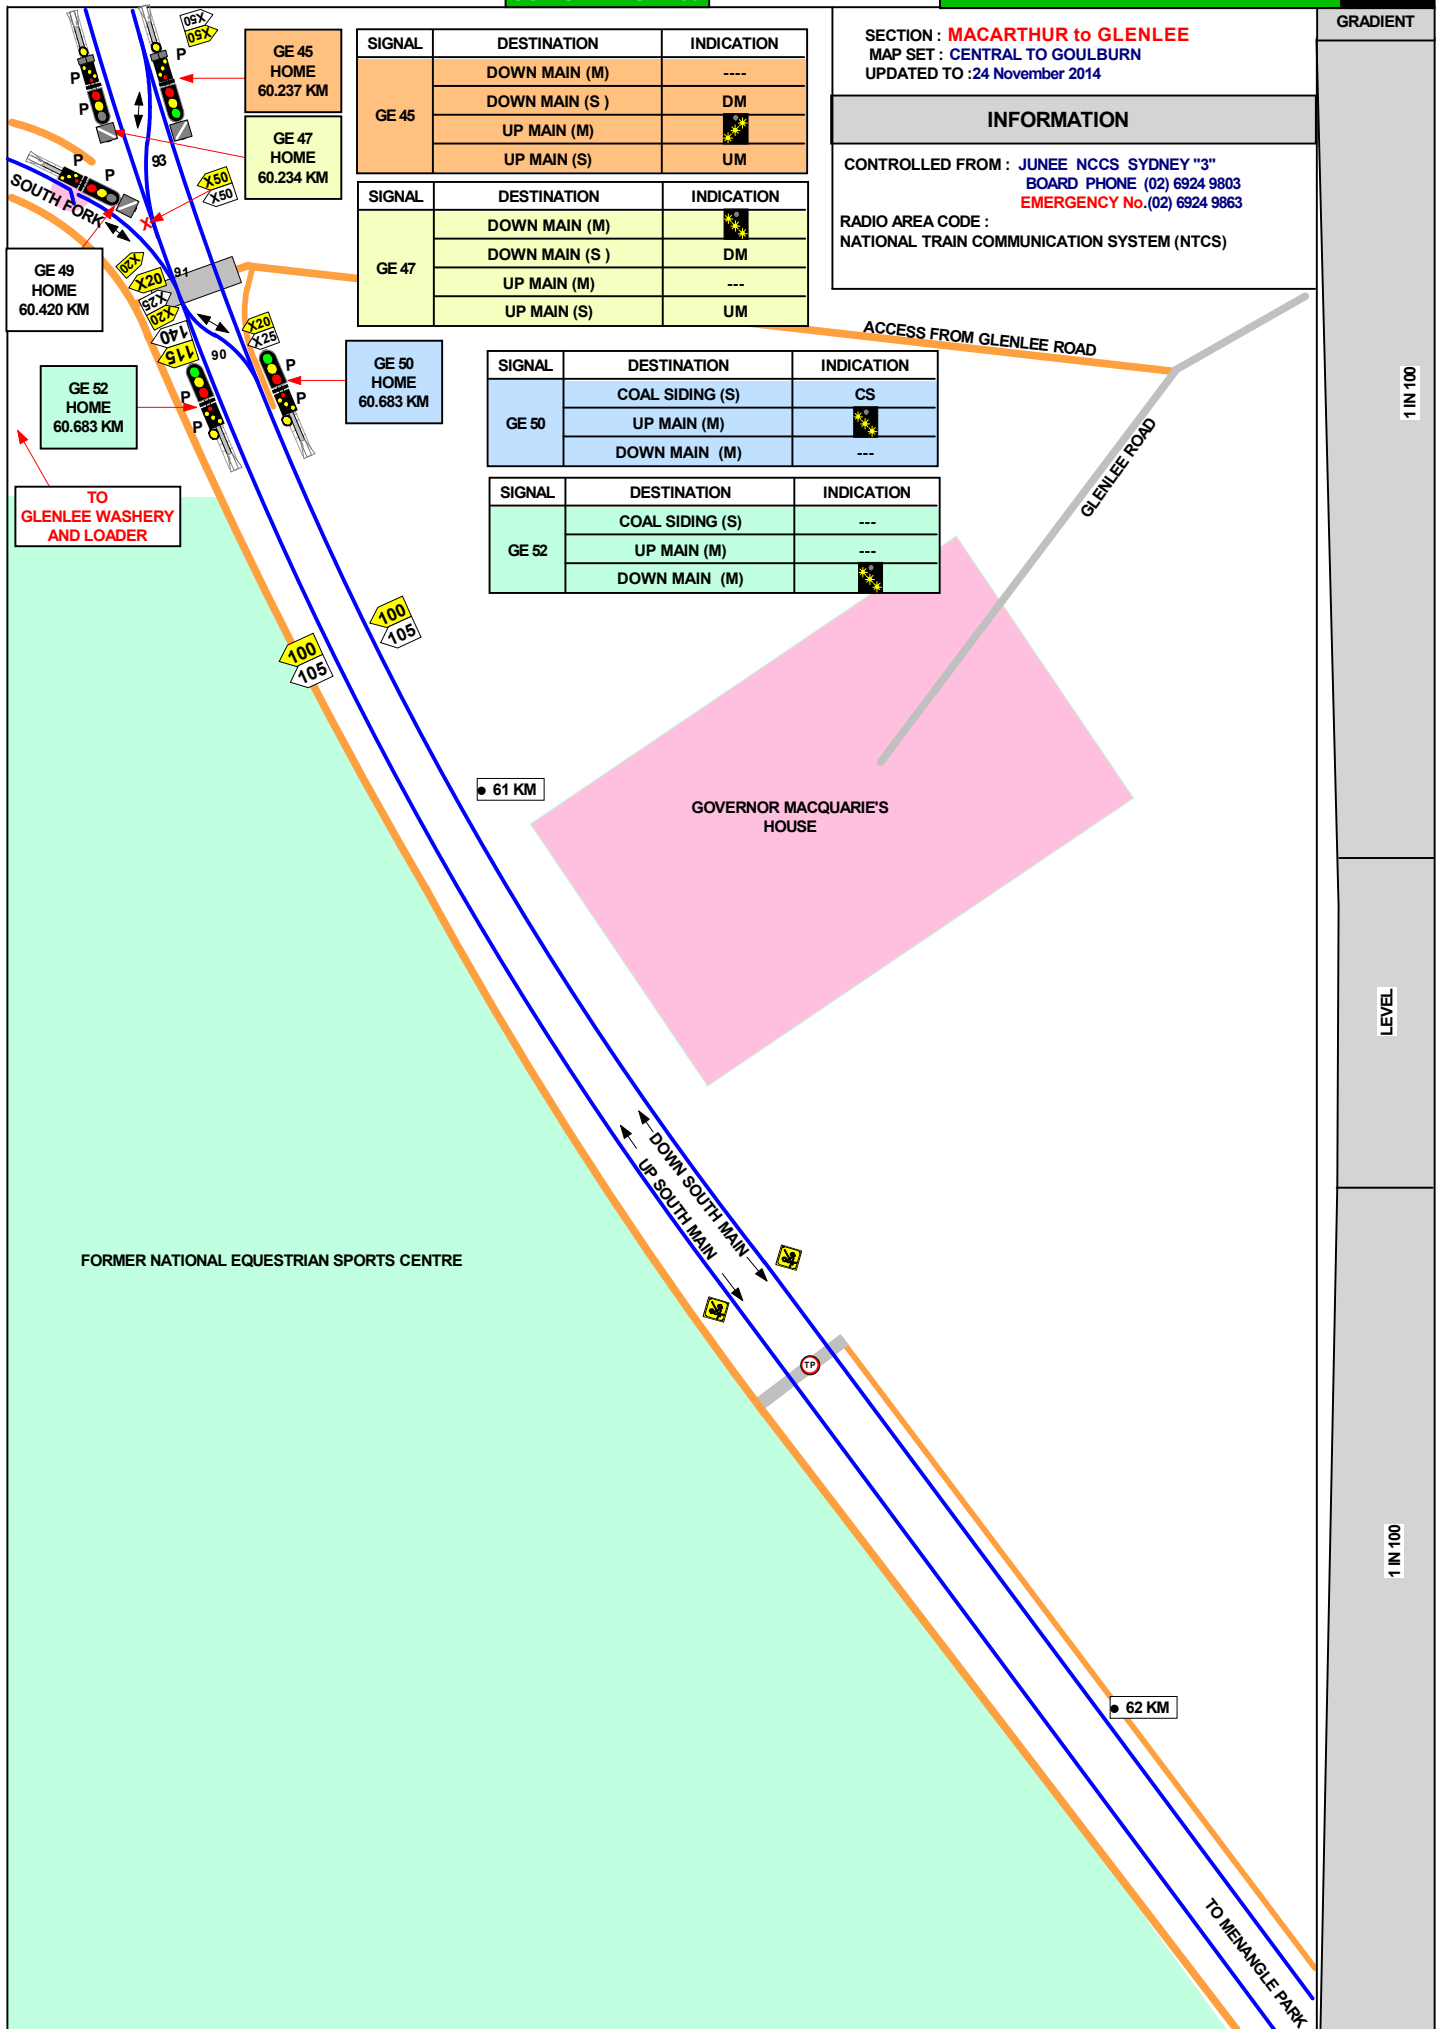 GRADIENT
SECTION : MACARTHUR to GLENLEE
MAP SET : CENTRAL TO GOULBURN
UPDATED TO :24 November 2014
INFORMATION
CONTROLLED FROM : JUNEE NCCS SYDNEY "3"
BOARD PHONE (02) 6924 9803
EMERGENCY No.(02) 6924 9863
RADIO AREA CODE :
NATIONAL TRAIN COMMUNICATION SYSTEM (NTCS)
X50
X50
P
P
P
GE 45
HOME
60.237 KM
GE 47
HOME
60.234 KM
SIGNAL DESTINATION INDICATION
GE 45
DOWN MAIN (M) ----
DOWN MAIN (S ) DM
UP MAIN (M)
UP MAIN (S) UM
SIGNAL DESTINATION INDICATION
GE 47
DOWN MAIN (M)
DOWN MAIN (S ) DM
UP MAIN (M) ---
UP MAIN (S) UM
93
P
P
X50
X50
X
SOUTH FORK
GE 49
HOME
60.420 KM
X20
X20
91
X25
X20
140
115
90
X20
X25
P
P
P
P
GE 52
HOME
60.683 KM
GE 50
HOME
60.683 KM
ACCESS FROM GLENLEE ROAD
GLENLEE ROAD
SIGNAL DESTINATION INDICATION
GE 50
COAL SIDING (S) CS
UP MAIN (M)
DOWN MAIN (M) ---
SIGNAL DESTINATION INDICATION
GE 52
COAL SIDING (S) ---
UP MAIN (M) ---
DOWN MAIN (M)
TO
GLENLEE WASHERY
AND LOADER
1 IN 100
100
105
100
105
61 KM
GOVERNOR MACQUARIE'S
HOUSE
LEVEL
DOWN SOUTH MAIN
UP SOUTH MAIN
FORMER NATIONAL EQUESTRIAN SPORTS CENTRE
TP
1 IN 100
62 KM
TO MENANGLE PARK